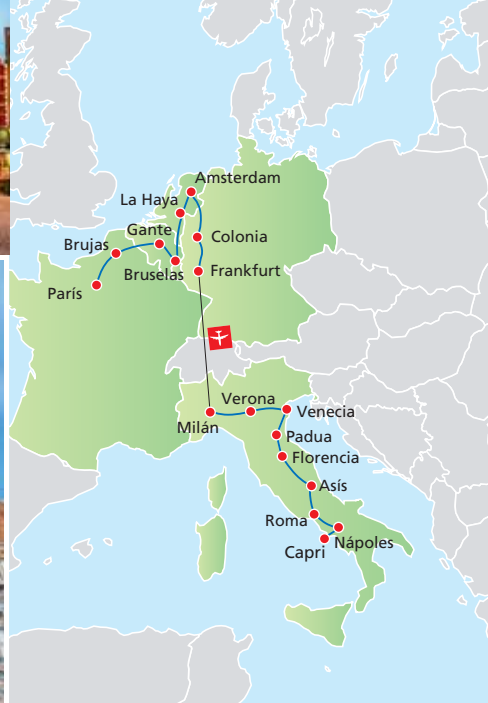 Amsterdam
La Haya
Gante
Colonia
Brujas
Bruselas
Frankfurt
París
Verona
Venecia
Milán
Padua
Florencia
Asís
Roma
Nápoles
Capri